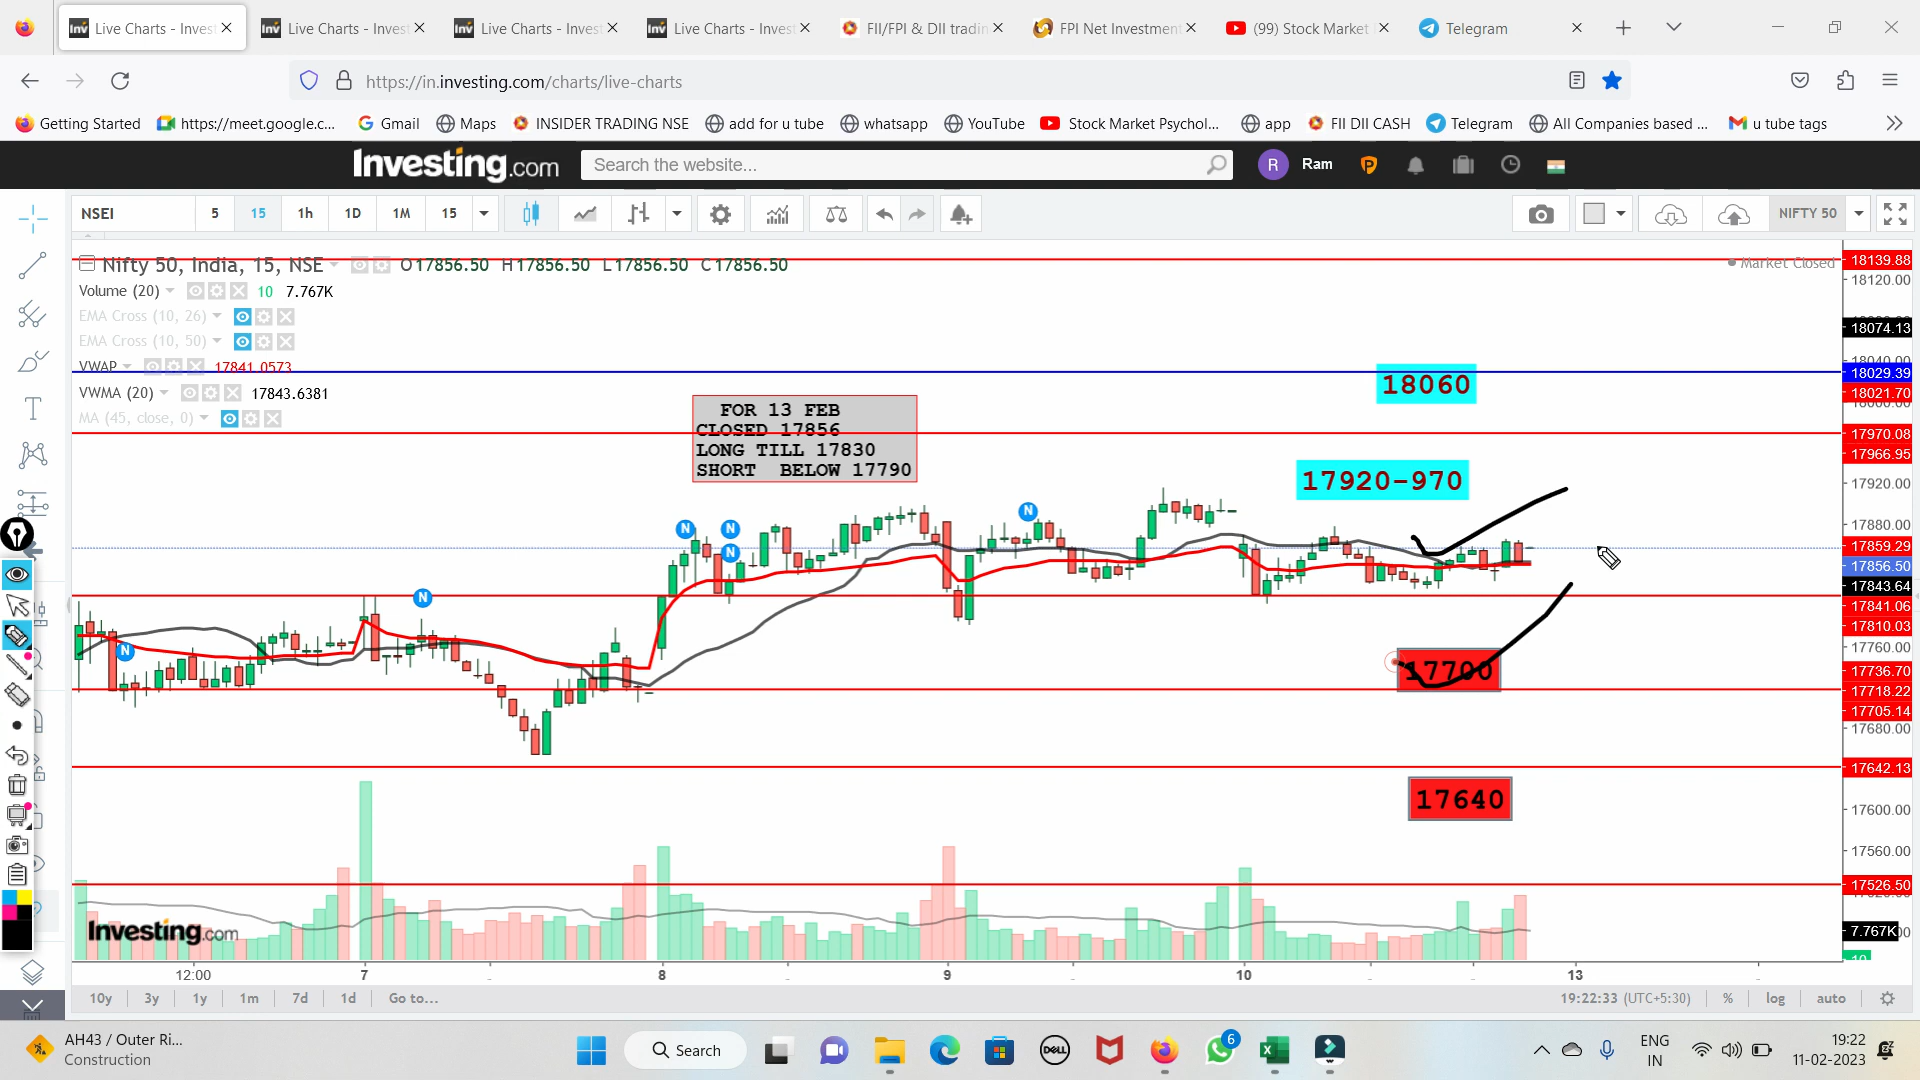 Live Charts - Invest
Live Charts - Invest
Live Charts - Invest
Live Charts - Invest
FII/FPI & DII tradin
FPI Net Investment
(99) Stock Market
Telegram
https://in.investing.com/charts/live-charts
Getting Started
https://meet.google.c...
Gmail
Maps
INSIDER TRADING NSE
add for u tube
whatsapp
YouTube
Stock Market Psychol...
app
FII DII CASH
Telegram
All Companies based ...
u tube tags
Investing.com
Search the website...
R
Ram
NSEI
5
15
1h
1D
1M
15
NIFTY 50
Nifty 50, India, 15, NSE
O17856.50 H17856.50 L17856.50 C17856.50
Market Closed
Volume (20)
10 7.767K
EMA Cross (10, 26)
EMA Cross (10, 50)
VWAP
17841.0573
VWMA (20)
17843.6381
MA (45, close, 0)
FOR 13 FEB
CLOSED 17856
LONG TILL 17830
SHORT BELOW 17790
18060
17920-970
17700
17640
N
N
N
N
N
N
18139.88
18120.00
18074.13
18040.00
18029.39
18021.70
18000.00
17970.08
17966.95
17920.00
17880.00
17859.29
17856.50
17843.64
17841.06
17810.03
17760.00
17736.70
17718.22
17705.14
17680.00
17642.13
17600.00
17560.00
17526.50
7.767K
10
Investing.com
12:00
7
8
9
10
13
10y
3y
1y
1m
7d
1d
Go to...
19:22:33 (UTC+5:30)
%
log
auto
AH43 / Outer Ri...
Construction
Search
DELL
6
ENG
IN
19:22
11-02-2023